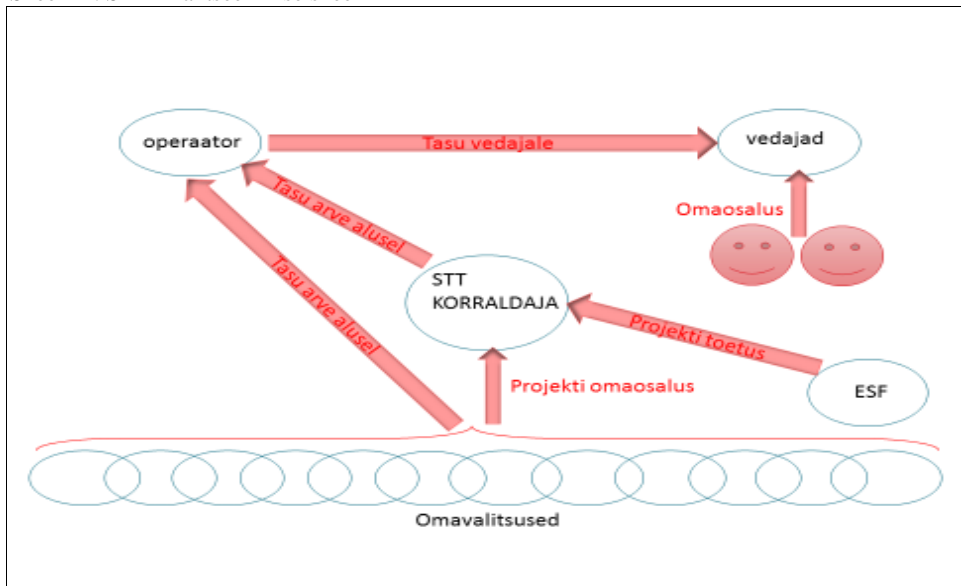 operaator
Tasu vedajale
vedajad
Tasu arve alusel
Omaosalus
Tasu arve alusel
STT
KORRALDAJA
Projekti toetus
Projekti omaosalus
ESF
Omavalitsused